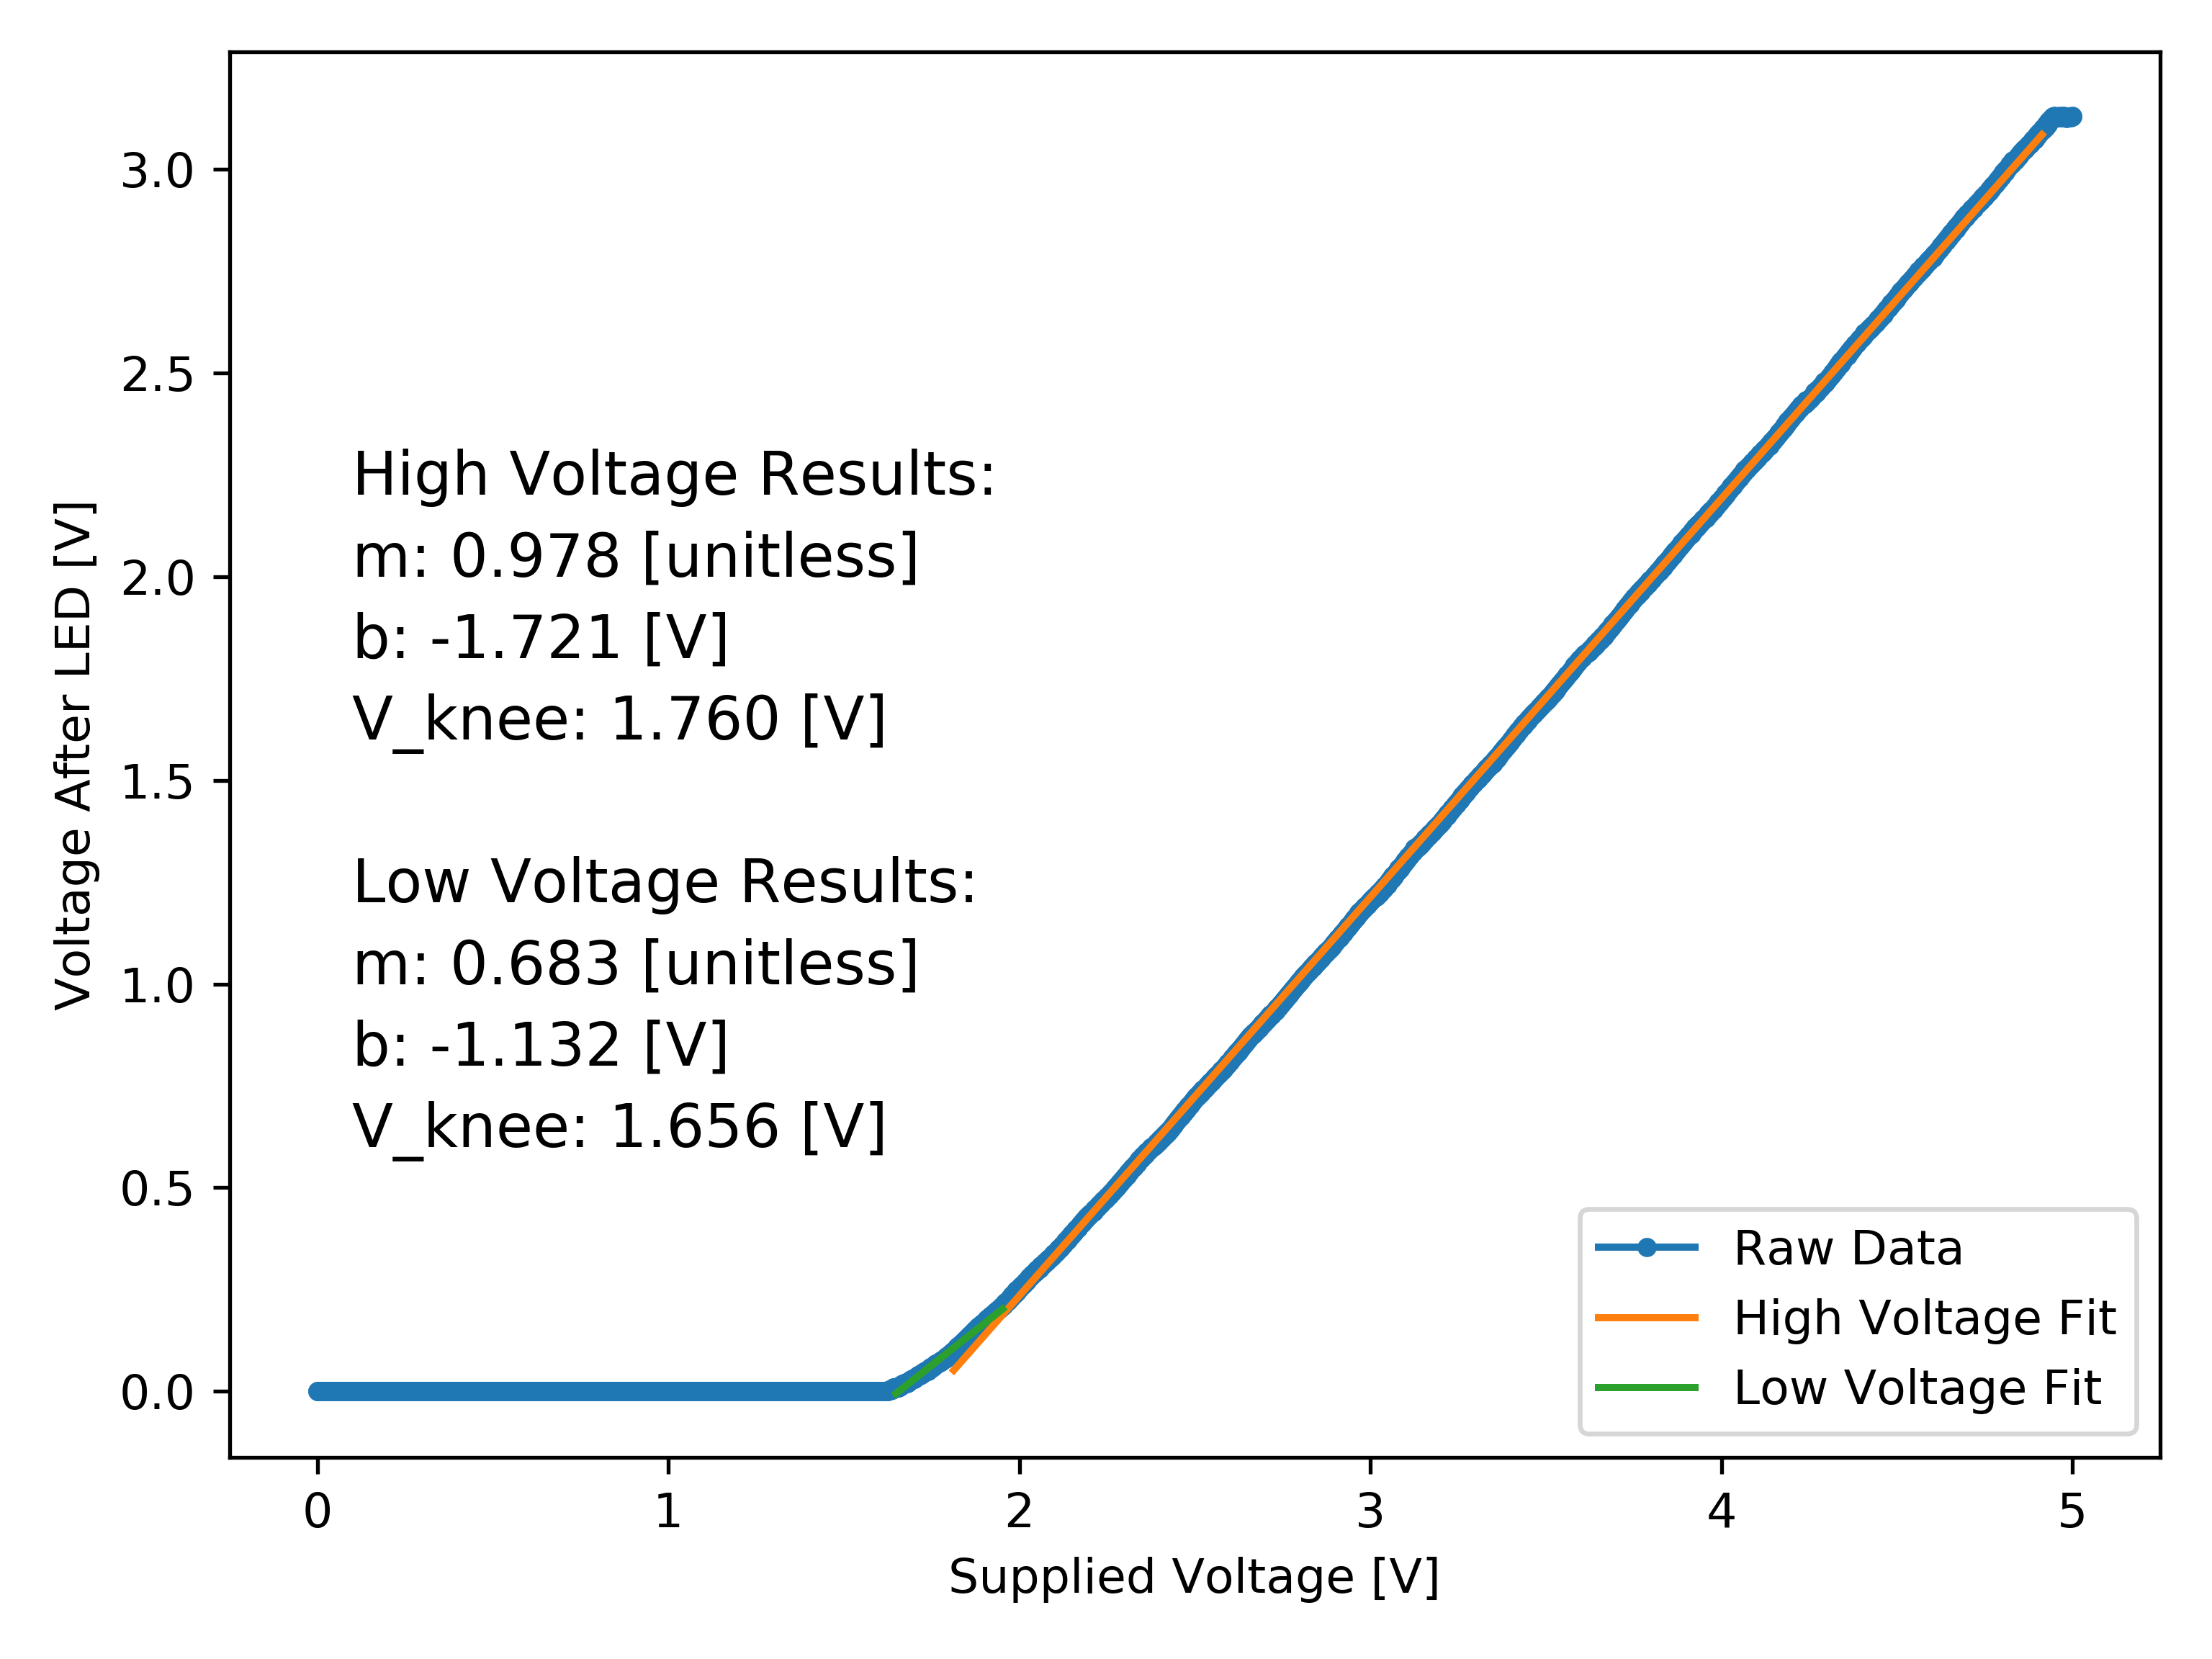 High Voltage Results:
m: 0.978 [unitless]
b: -1.721 [V]
V_knee: 1.760 [V]
Low Voltage Results:
m: 0.683 [unitless]
b: -1.132 [V]
V_knee: 1.656 [V]
Voltage After LED [V]
3.0
2.5
2.0
1.5
1.0
0.5
0.0
0 1 2 3 4 5
Supplied Voltage [V]
Raw Data
High Voltage Fit
Low Voltage Fit